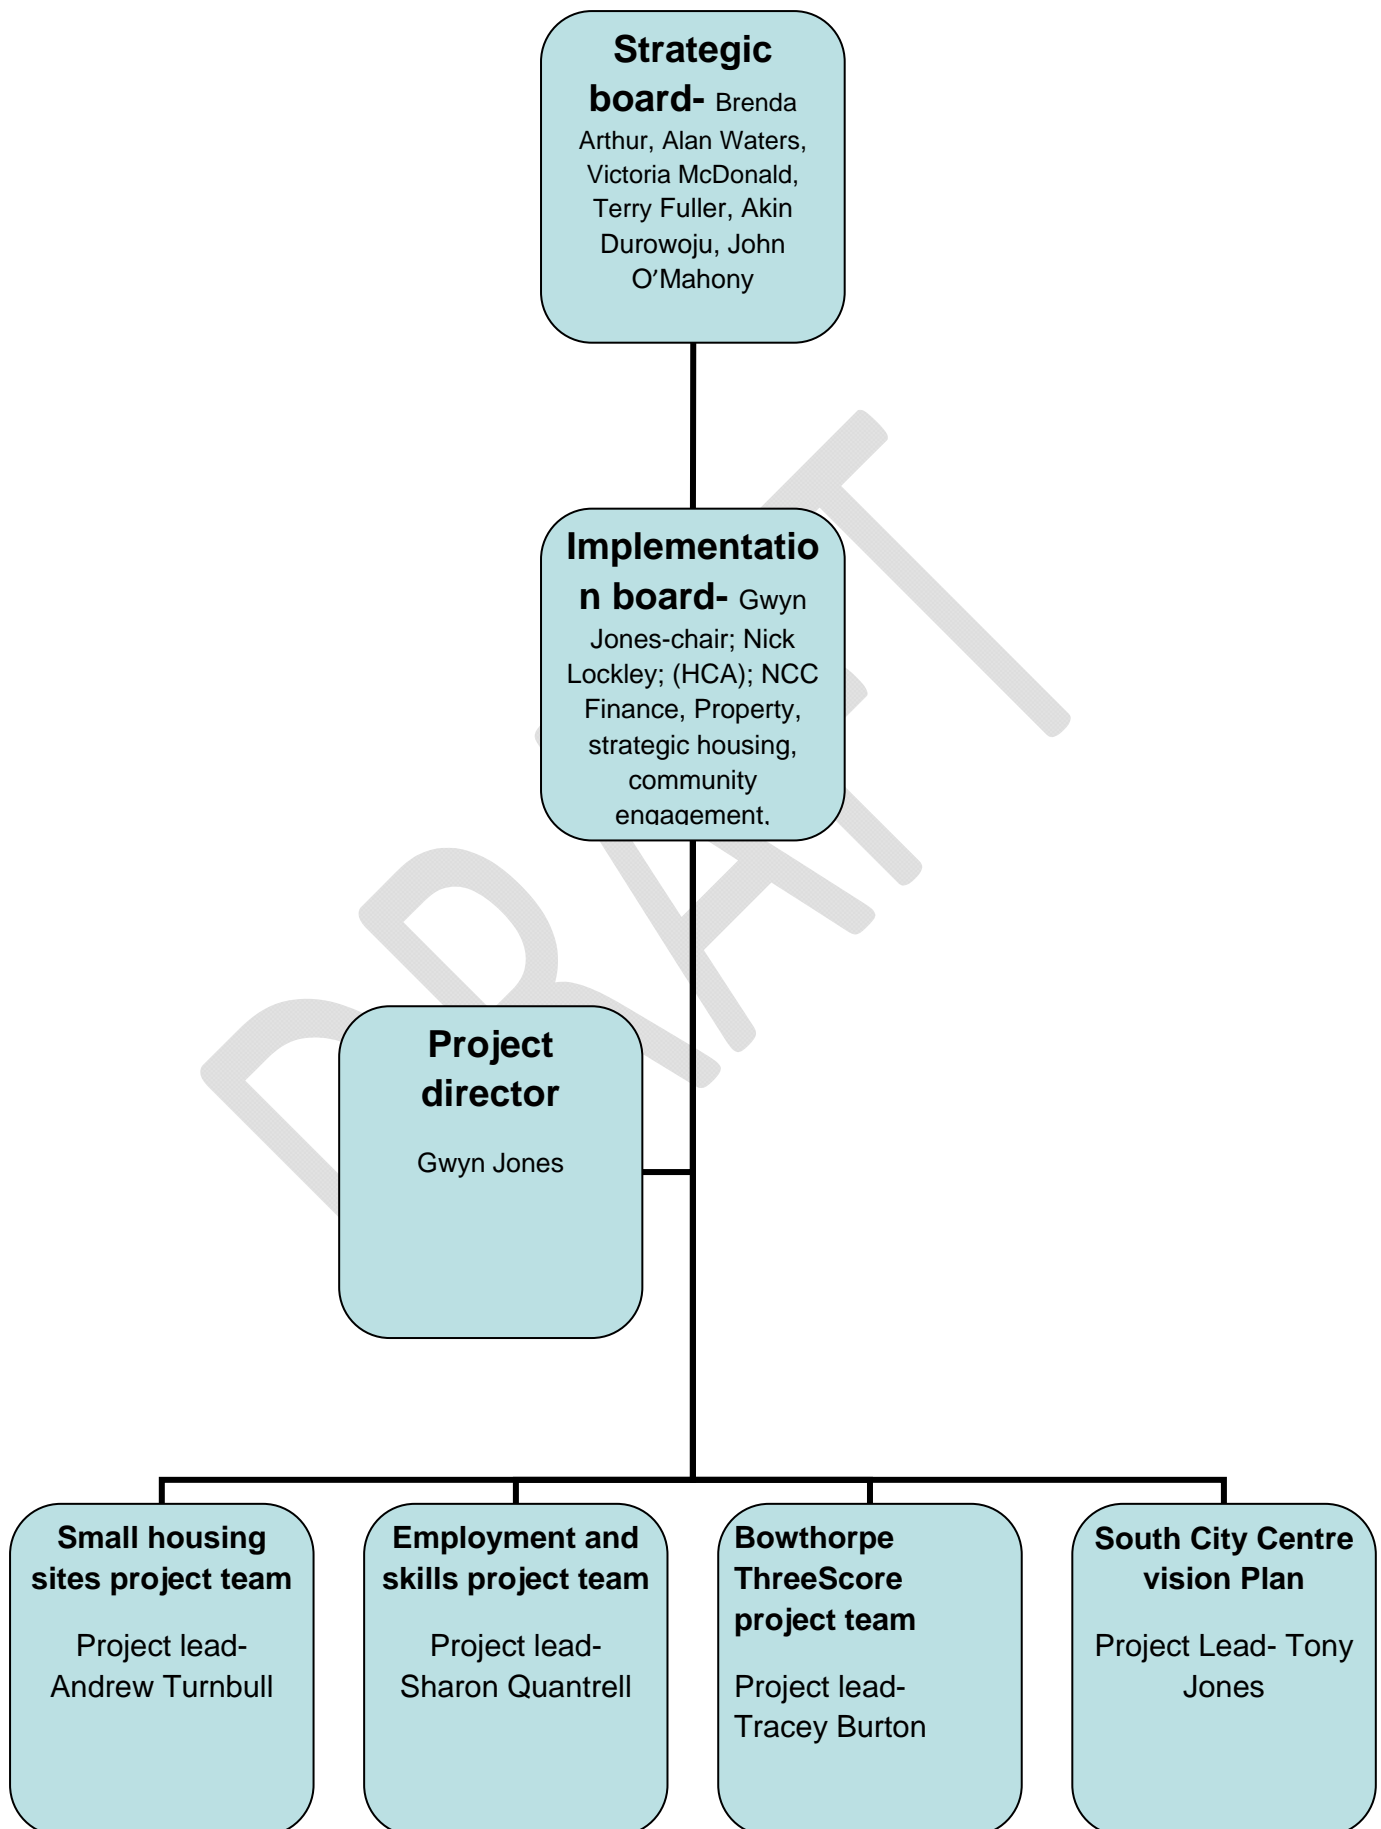 Strategic
board- Brenda
Arthur, Alan Waters,
Victoria McDonald,
Terry Fuller, Akin
Durowoju, John
O’Mahony
Implementatio
n board- Gwyn
Jones-chair; Nick
Lockley; (HCA); NCC
Finance, Property,
strategic housing,
community
engagement,
DRAFT
Project
director
Gwyn Jones
Small housing
sites project team
Project lead-
Andrew Turnbull
Employment and
skills project team
Project lead-
Sharon Quantrell
Bowthorpe
ThreeScore
project team
Project lead-
Tracey Burton
South City Centre
vision Plan
Project Lead- Tony
Jones